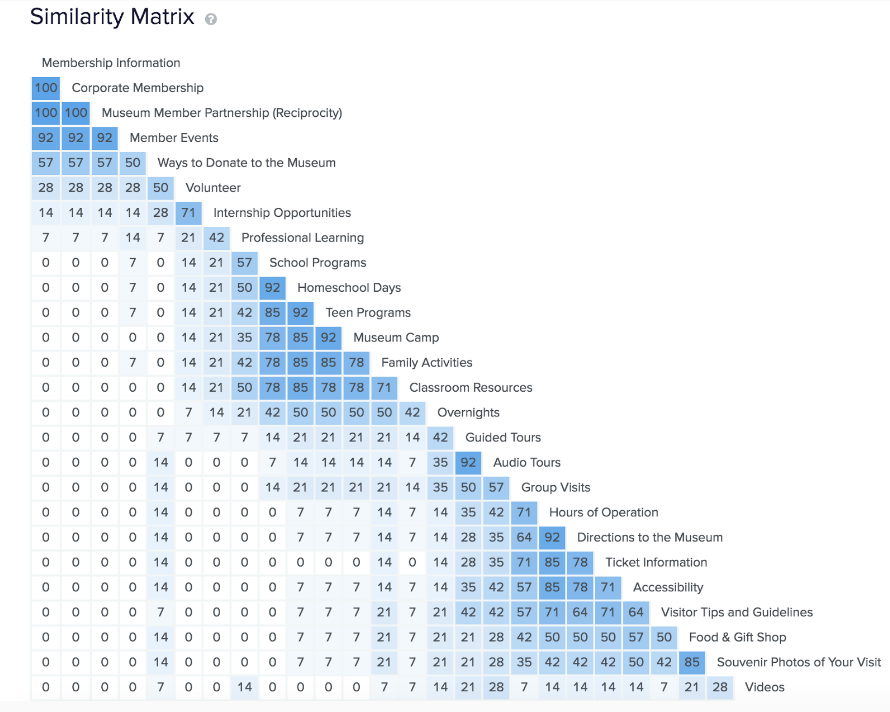 Similarity Matrix ?
Membership Information
100 Corporate Membership
100 100 Museum Member Partnership (Reciprocity)
92 92 92 Member Events
57 57 57 50 Ways to Donate to the Museum
28 28 28 28 50 Volunteer
14 14 14 14 28 71 Internship Opportunities
7 7 7 14 7 21 42 Professional Learning
0 0 0 7 0 14 21 57 School Programs
0 0 0 7 0 14 21 50 92 Homeschool Days
0 0 0 7 0 14 21 42 85 92 Teen Programs
0 0 0 0 0 14 21 35 78 85 92 Museum Camp
0 0 0 7 0 14 21 42 78 85 85 78 Family Activities
0 0 0 0 0 14 21 50 78 85 78 78 71 Classroom Resources
0 0 0 0 0 7 14 21 42 50 50 50 50 42 Overnights
0 0 0 0 7 7 7 7 14 21 21 21 21 14 42 Guided Tours
0 0 0 0 14 0 0 0 7 14 14 14 14 7 35 92 Audio Tours
0 0 0 0 14 0 0 0 14 21 21 21 21 14 35 50 57 Group Visits
0 0 0 0 14 0 0 0 0 7 7 7 14 7 14 35 42 71 Hours of Operation
0 0 0 0 14 0 0 0 0 7 7 7 14 7 14 28 35 64 92 Directions to the Museum
0 0 0 0 14 0 0 0 0 0 0 0 14 0 14 28 35 71 85 78 Ticket Information
0 0 0 0 14 0 0 0 0 7 7 7 14 7 14 35 42 57 85 78 71 Accessibility
0 0 0 0 7 0 0 0 0 7 7 7 21 7 21 42 42 57 71 64 71 64 Visitor Tips and Guidelines
0 0 0 0 14 0 0 0 0 7 7 7 21 7 21 21 28 42 50 50 50 57 50 Food & Gift Shop
0 0 0 0 14 0 0 0 0 7 7 7 21 7 21 21 28 35 42 42 42 50 42 85 Souvenir Photos of Your Visit
0 0 0 0 7 0 0 14 0 0 0 0 7 7 14 21 28 7 14 14 14 14 7 21 28 Videos